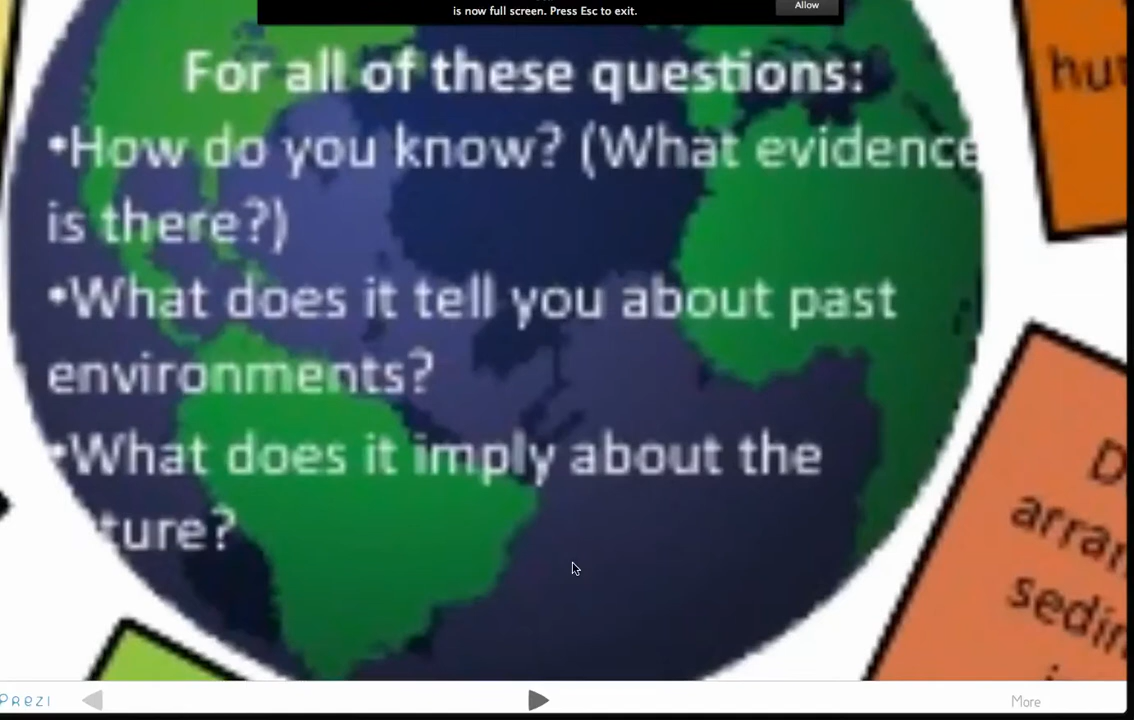 is now full screen. Press Esc to exit.
Allow
For all of these questions:
•How do you know? (What evidence
is there?)
•What does it tell you about past
environments?
•What does it imply about the
ture?
hu
D
arra
sedi
Prezi
More